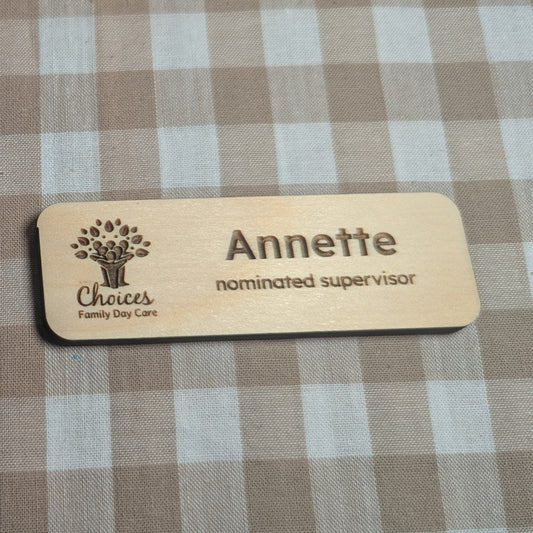 Annette
nominated supervisor
Choices
Family Day Care